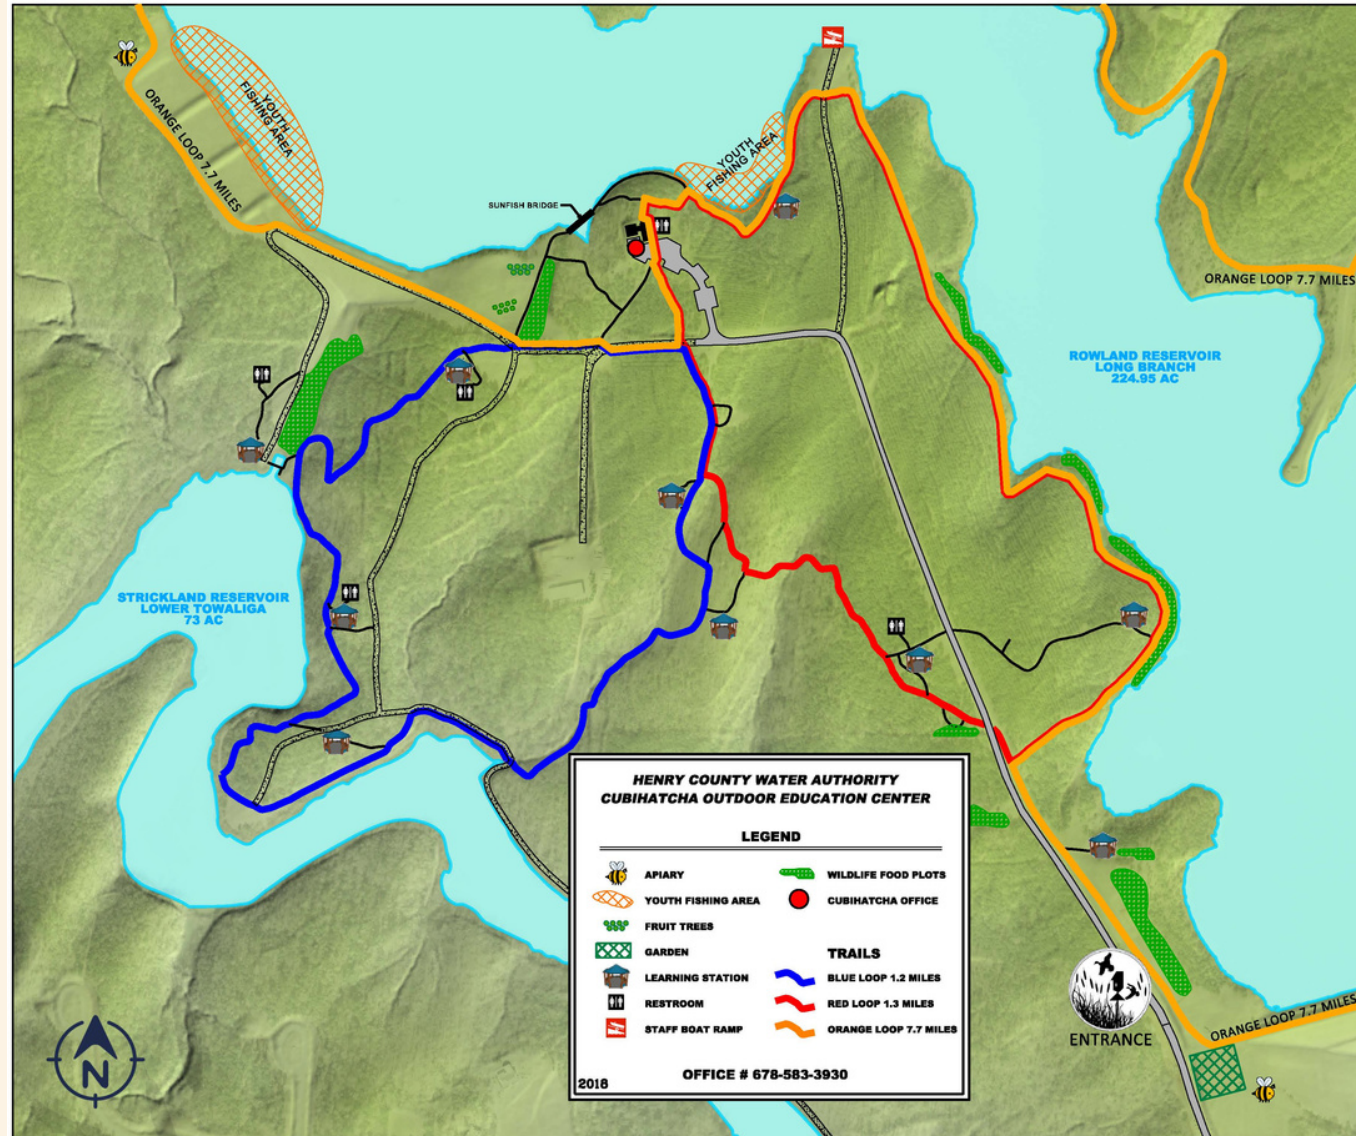 YOUTH
FISHING AREA
ORANGE LOOP 7.7 MILES
YOUTH
FISHING AREA
SUNFISH BRIDGE
ORANGE LOOP 7.7 MILES
ROWLAND RESERVOIR
LONG BRANCH
224.95 AC
STRICKLAND RESERVOIR
LOWER TOWALIGA
73 AC
HENRY COUNTY WATER AUTHORITY
CUBIHATCHA OUTDOOR EDUCATION CENTER
LEGEND
APIARY
YOUTH FISHING AREA
FRUIT TREES
GARDEN
LEARNING STATION
RESTROOM
STAFF BOAT RAMP
WILDLIFE FOOD PLOTS
CUBIHATCHA OFFICE
TRAILS
BLUE LOOP 1.2 MILES
RED LOOP 1.3 MILES
ORANGE LOOP 7.7 MILES
OFFICE # 678-583-3930
2018
ENTRANCE
ORANGE LOOP 7.7 MILES
N